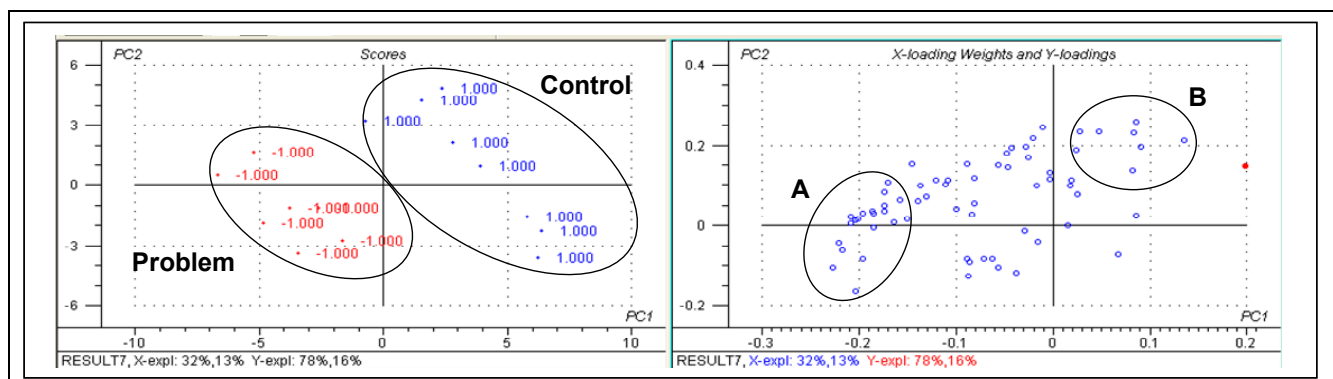 PC2 Scores
6
3
0
-3
-6
-10 -5 0 5 10
PC1
Control
Problem
1.000
1.000
1.000
1.000
1.000
1.000
1.000
1.000
-1.000
-1.000
-1.000
-1.000
-1.000
RESULT7, X-expl: 32%,13% Y-expl: 78%,16%
PC2 X-loading Weights and Y-loadings
0.4
0.2
0
-0.2
-0.3 -0.2 -0.1 0 0.1 0.2
PC1
A
B
RESULT7, X-expl: 32%,13% Y-expl: 78%,16%